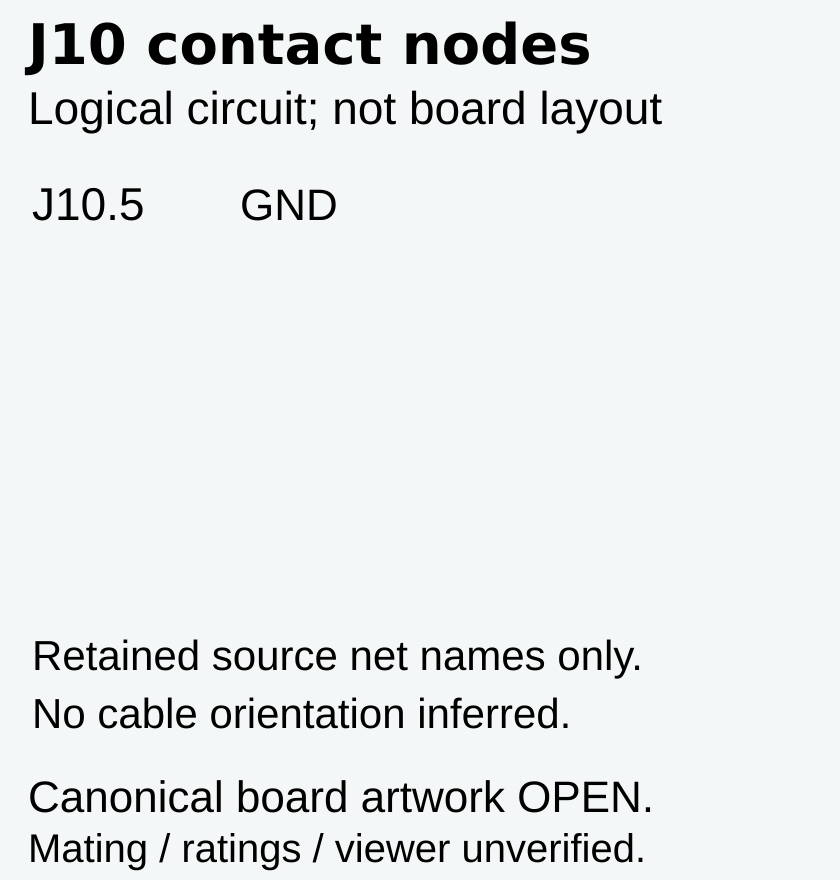 J10 contact nodes
Logical circuit; not board layout
J10.5 GND
Retained source net names only.
No cable orientation inferred.
Canonical board artwork OPEN.
Mating / ratings / viewer unverified.